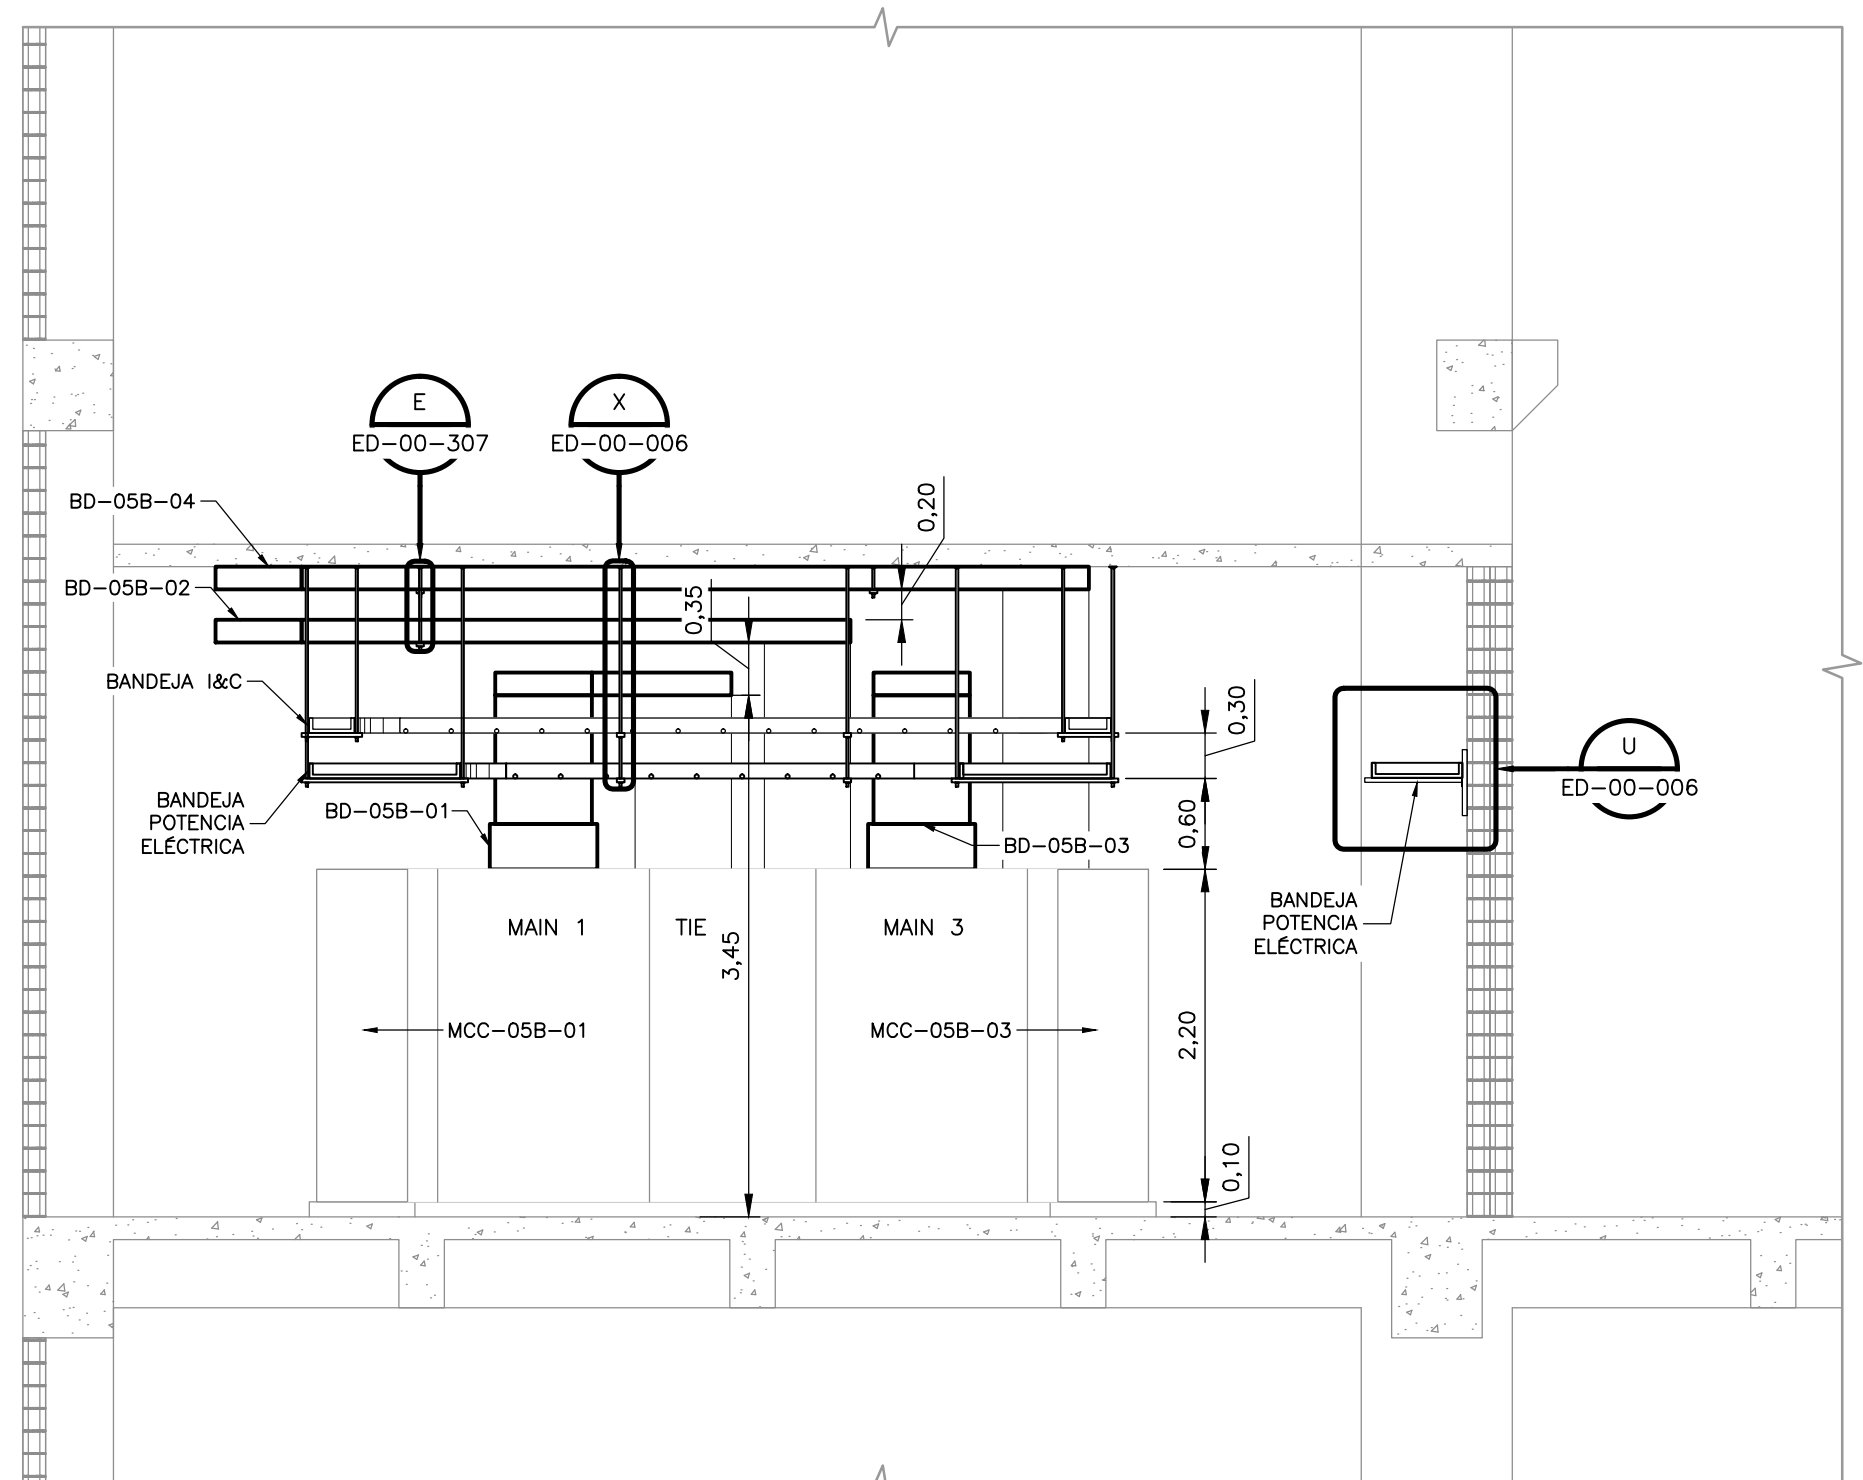 E
ED-00-307
X
ED-00-006
BD-05B-04
0,20
BD-05B-02
0,35
BANDEJA I&C
0,30
U
ED-00-006
BANDEJA
POTENCIA
ELÉCTRICA
BD-05B-01
0,60
BD-05B-03
BANDEJA
POTENCIA
ELÉCTRICA
MAIN 1
TIE
MAIN 3
3,45
MCC-05B-01
MCC-05B-03
2,20
0,10